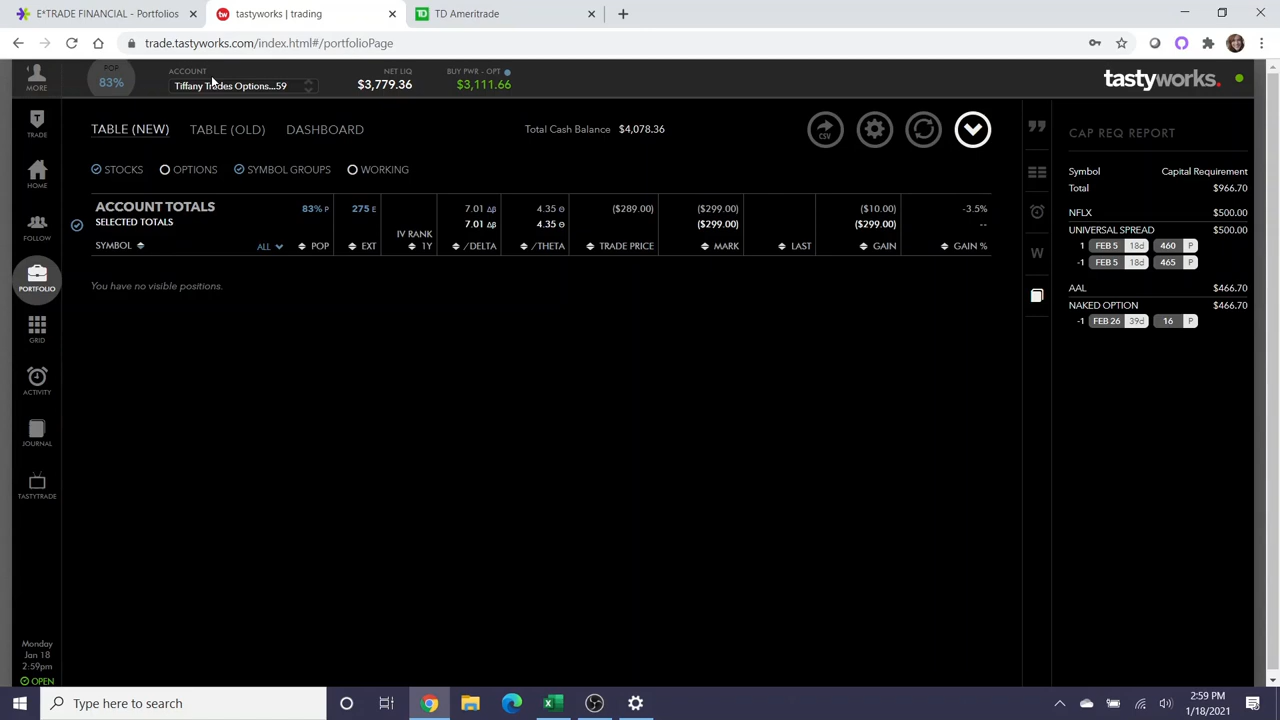 E*TRADE FINANCIAL - Portfolios
tastyworks | trading
TD Ameritrade
trade.tastyworks.com/index.html#/portfolioPage
MORE
POP
83%
ACCOUNT
Tiffany Trades Options...59
NET LIQ
$3,779.36
BUY PWR - OPT
$3,111.66
tastyworks.
TRADE
HOME
FOLLOW
PORTFOLIO
GRID
ACTIVITY
JOURNAL
TASTYTRADE
Monday
Jan 18
2:59pm
OPEN
TABLE (NEW) TABLE (OLD) DASHBOARD
Total Cash Balance $4,078.36
CSV
STOCKS OPTIONS SYMBOL GROUPS WORKING
ACCOUNT TOTALS 83% P 275 E 7.01 Δβ 4.35 Θ ($289.00) ($299.00) ($10.00) -3.5%
SELECTED TOTALS 7.01 Δβ 4.35 Θ ($299.00) ($299.00) --
SYMBOL ALL POP EXT IV RANK 1Y /DELTA /THETA TRADE PRICE MARK LAST GAIN GAIN %
You have no visible positions.
W
CAP REQ REPORT
Symbol Capital Requirement
Total $966.70
NFLX $500.00
UNIVERSAL SPREAD $500.00
1 FEB 5 18d 460 P
-1 FEB 5 18d 465 P
AAL $466.70
NAKED OPTION $466.70
-1 FEB 26 39d 16 P
Type here to search
2:59 PM
1/18/2021